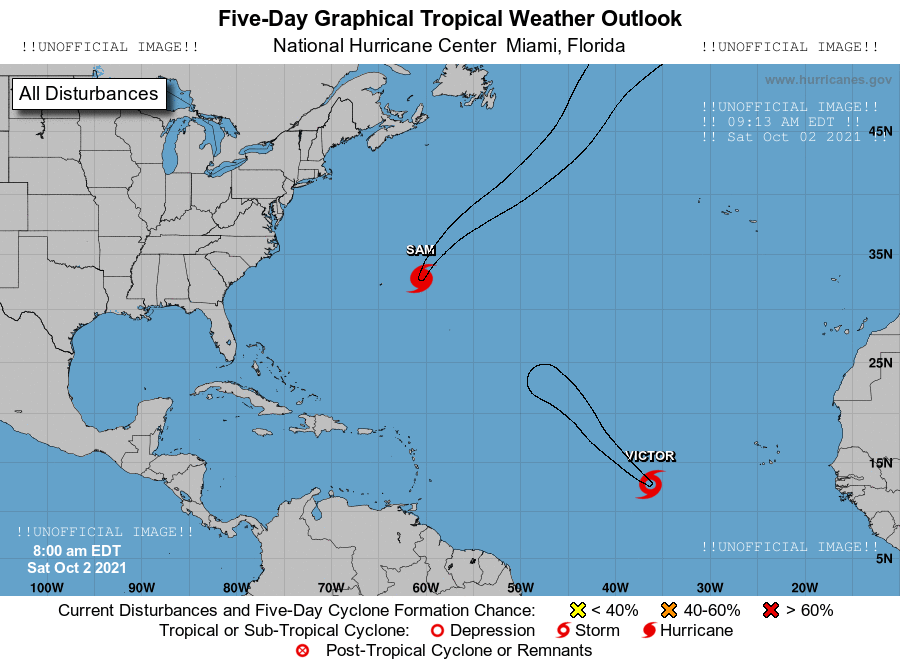 Five-Day Graphical Tropical Weather Outlook
!!UNOFFICIAL IMAGE!! National Hurricane Center Miami, Florida !!UNOFFICIAL IMAGE!!
www.hurricanes.gov
All Disturbances
!!UNOFFICIAL IMAGE!!
!! 09:13 AM EDT !!
!! Sat Oct 02 2021 !!
45N
SAM
35N
25N
VICTOR
15N
!!UNOFFICIAL IMAGE!!
8:00 am EDT
Sat Oct 2 2021
!!UNOFFICIAL IMAGE!!
5N
100W 90W 80W 70W 60W 50W 40W 30W 20W
Current Disturbances and Five-Day Cyclone Formation Chance: < 40% 40-60% > 60%
Tropical or Sub-Tropical Cyclone: Depression Storm Hurricane
Post-Tropical Cyclone or Remnants